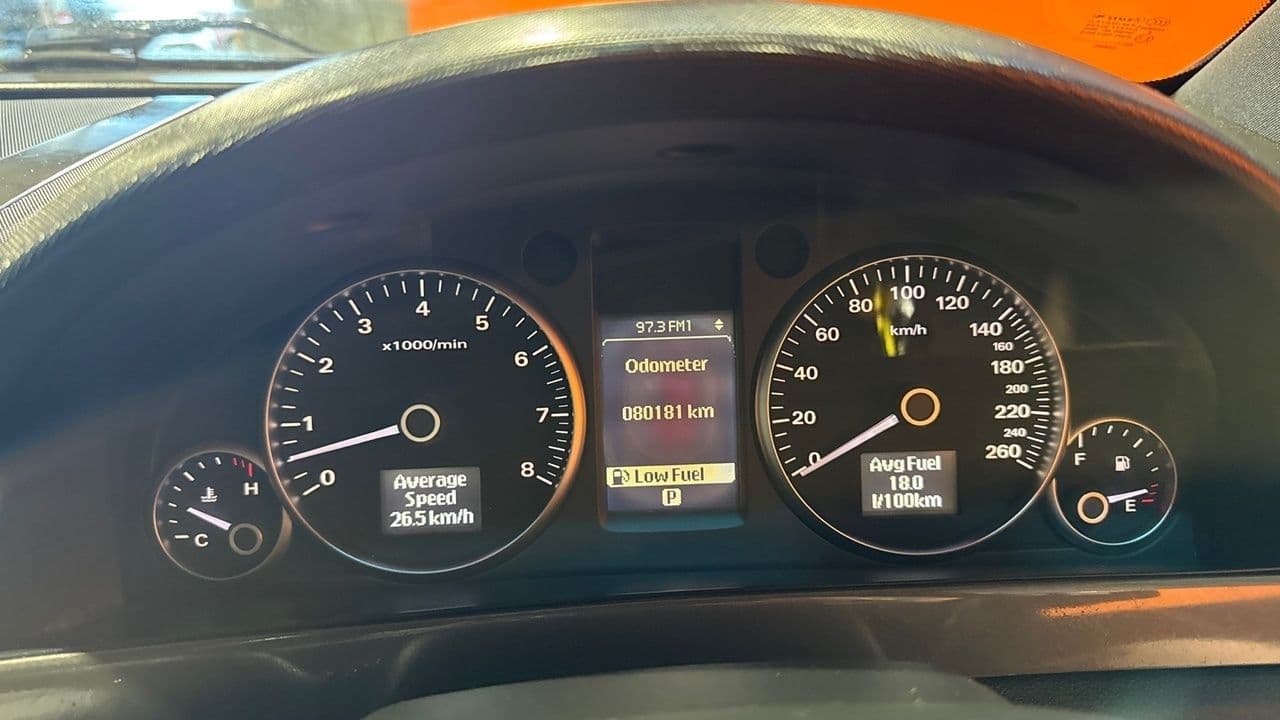 97.3 FM1
Odometer
080181 km
Low Fuel
P
0
1
2
3
4
5
6
7
8
x1000/min
Average
Speed
26.5 km/h
C
H
0
20
40
60
80
100
120
140
160
180
200
220
240
260
km/h
Avg Fuel
18.0
l/100km
F
E